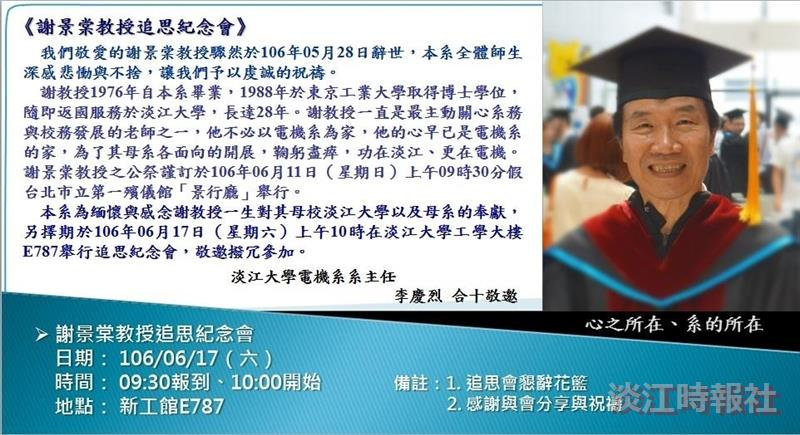 《謝景棠教授追思紀念會》
我們敬愛的謝景棠教授驟然於106年05月28日辭世，本系全體師生
深感悲慟與不捨，讓我們予以虔誠的祝禱。
謝教授1976年自本系畢業，1988年於東京工業大學取得博士學位，
隨即返國服務於淡江大學，長達28年。謝教授一直是最主動關心系務
與校務發展的老師之一，他不必以電機系為家，他的心早已是電機系
的家，為了其母系各面向的開展，鞠躬盡瘁，功在淡江、更在電機。
謝景棠教授之公祭謹訂於106年06月11日（星期日）上午09時30分假
台北市立第一殯儀館「景行廳」舉行。
本系為緬懷與感念謝教授一生對其母校淡江大學以及母系的奉獻，
另擇期於106年06月17日（星期六）上午10時在淡江大學工學大樓
E787舉行追思紀念會，敬邀撥冗參加。
淡江大學電機系系主任
李慶烈 合十敬邀
心之所在、系的所在
➢ 謝景棠教授追思紀念會
日期： 106/06/17（六）
時間： 09:30報到、10:00開始
地點： 新工館E787
備註：1. 追思會懇辭花籃
2. 感謝與會分享與祝禱
淡江時報社